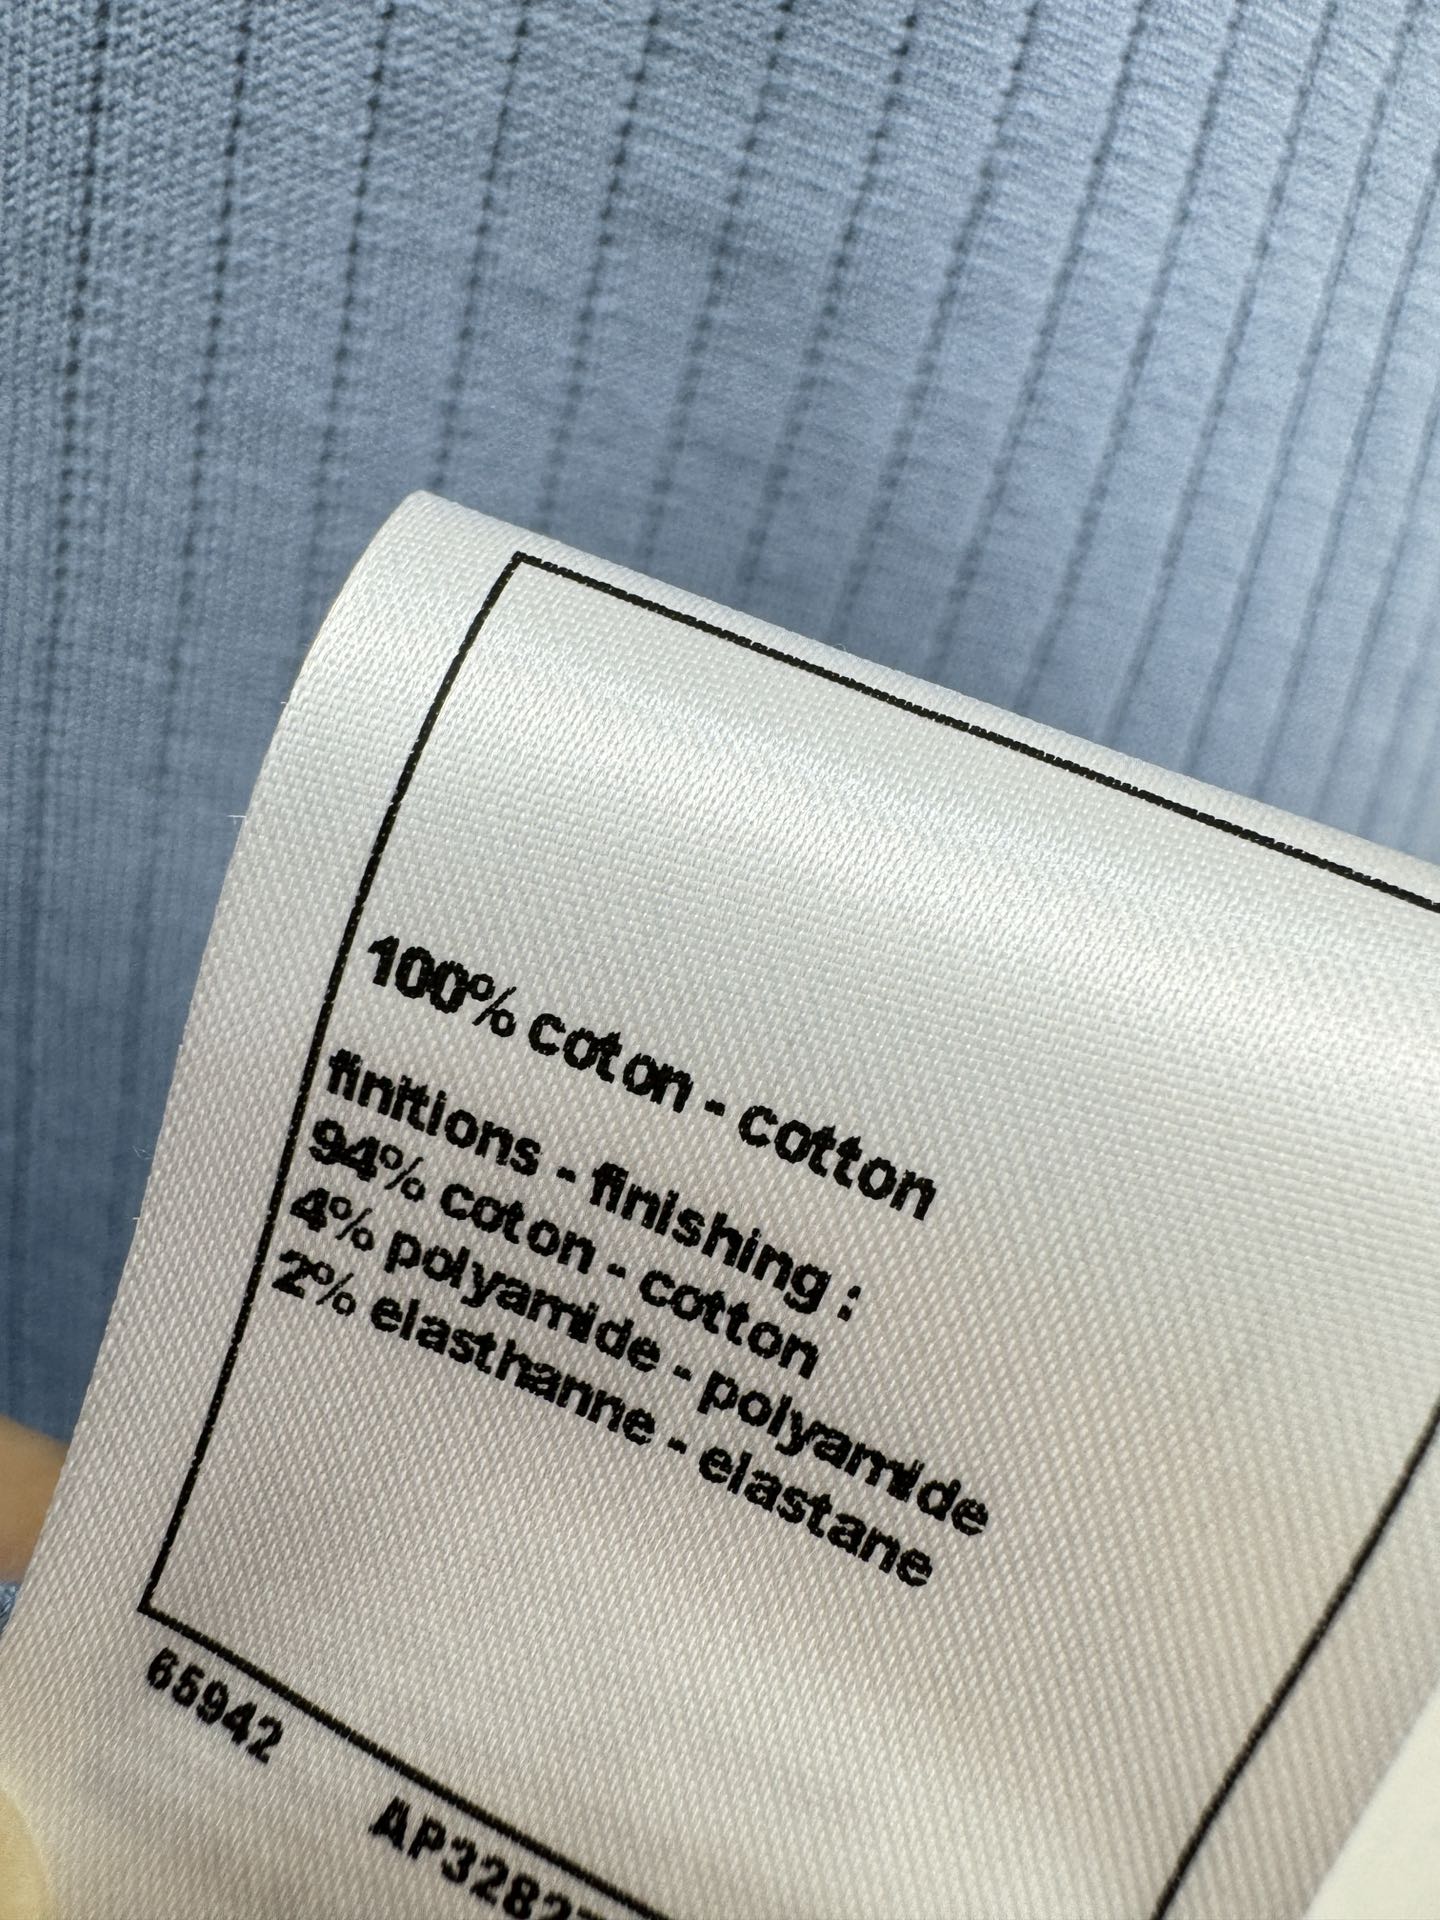 100% coton - cotton
finitions - finishing :
94% coton - cotton
4% polyamide - polyamide
2% elasthanne - elastane
65942